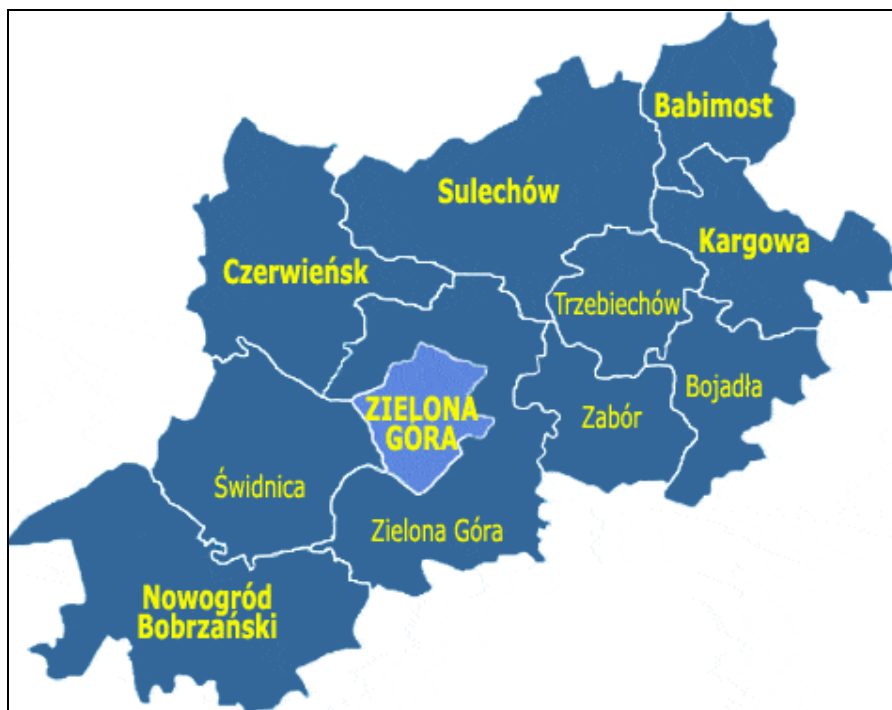 Babimost
Sulechów
Kargowa
Czerwieńsk
Trzebiechów
Bojadła
ZIELONA
GÓRA
Zabór
Świdnica
Zielona Góra
Nowogród
Bobrzański